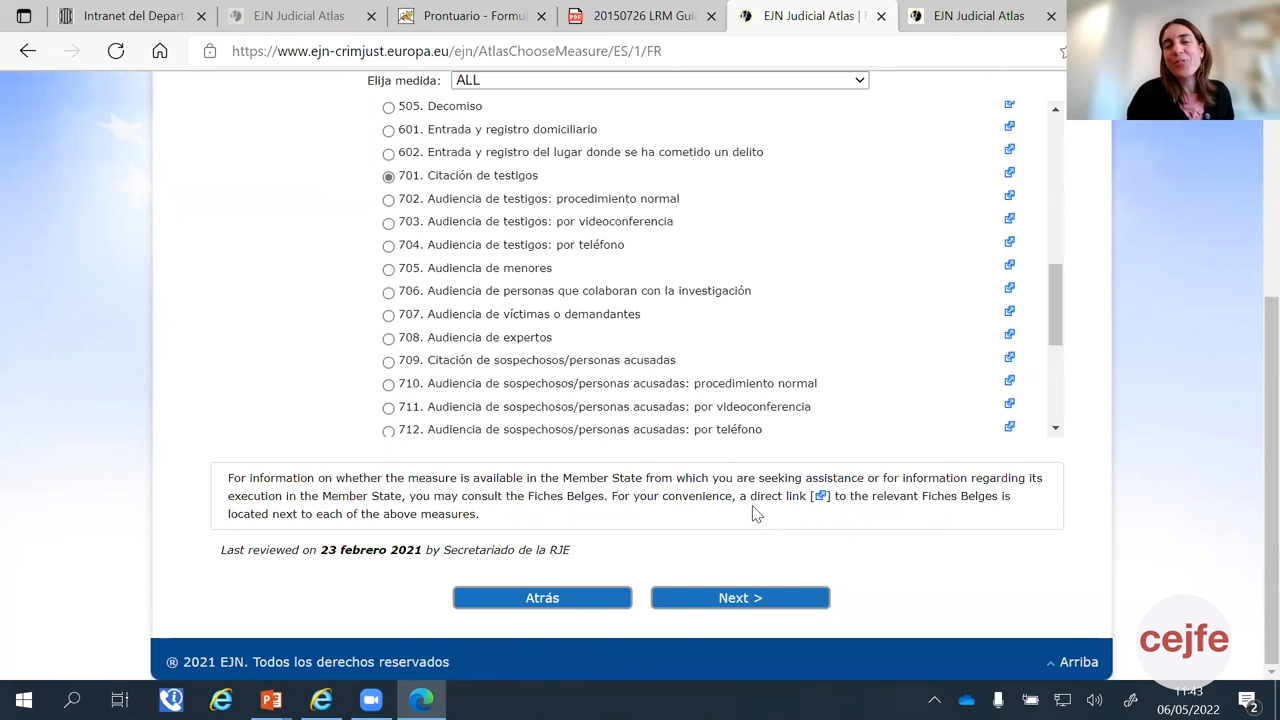 Intranet del Depart
EJN Judicial Atlas
Prontuario - Formul
PDF
20150726 LRM Guia
EJN Judicial Atlas |
EJN Judicial Atlas
https://www.ejn-crimjust.europa.eu/ejn/AtlasChooseMeasure/ES/1/FR
Elija medida: ALL
505. Decomiso
601. Entrada y registro domiciliario
602. Entrada y registro del lugar donde se ha cometido un delito
701. Citación de testigos
702. Audiencia de testigos: procedimiento normal
703. Audiencia de testigos: por videoconferencia
704. Audiencia de testigos: por teléfono
705. Audiencia de menores
706. Audiencia de personas que colaboran con la investigación
707. Audiencia de víctimas o demandantes
708. Audiencia de expertos
709. Citación de sospechosos/personas acusadas
710. Audiencia de sospechosos/personas acusadas: procedimiento normal
711. Audiencia de sospechosos/personas acusadas: por videoconferencia
712. Audiencia de sospechosos/personas acusadas: por teléfono
For information on whether the measure is available in the Member State from which you are seeking assistance or for information regarding its
execution in the Member State, you may consult the Fiches Belges. For your convenience, a direct link [ ] to the relevant Fiches Belges is
located next to each of the above measures.
Last reviewed on 23 febrero 2021 by Secretariado de la RJE
Atrás
Next >
® 2021 EJN. Todos los derechos reservados
Arriba
cejfe
11:43
06/05/2022
2